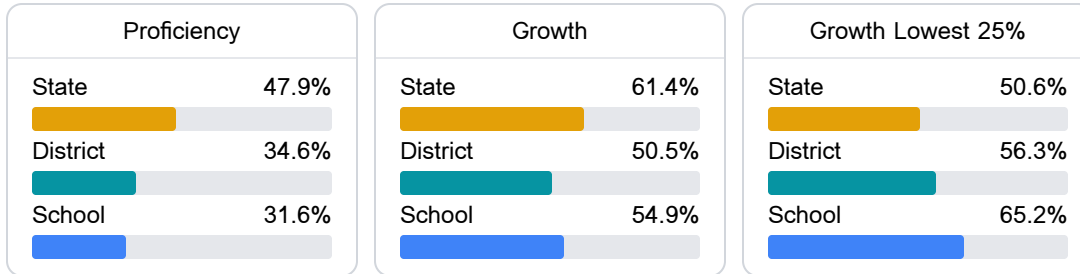 Proficiency
State 47.9%
District 34.6%
School 31.6%
Growth
State 61.4%
District 50.5%
School 54.9%
Growth Lowest 25%
State 50.6%
District 56.3%
School 65.2%